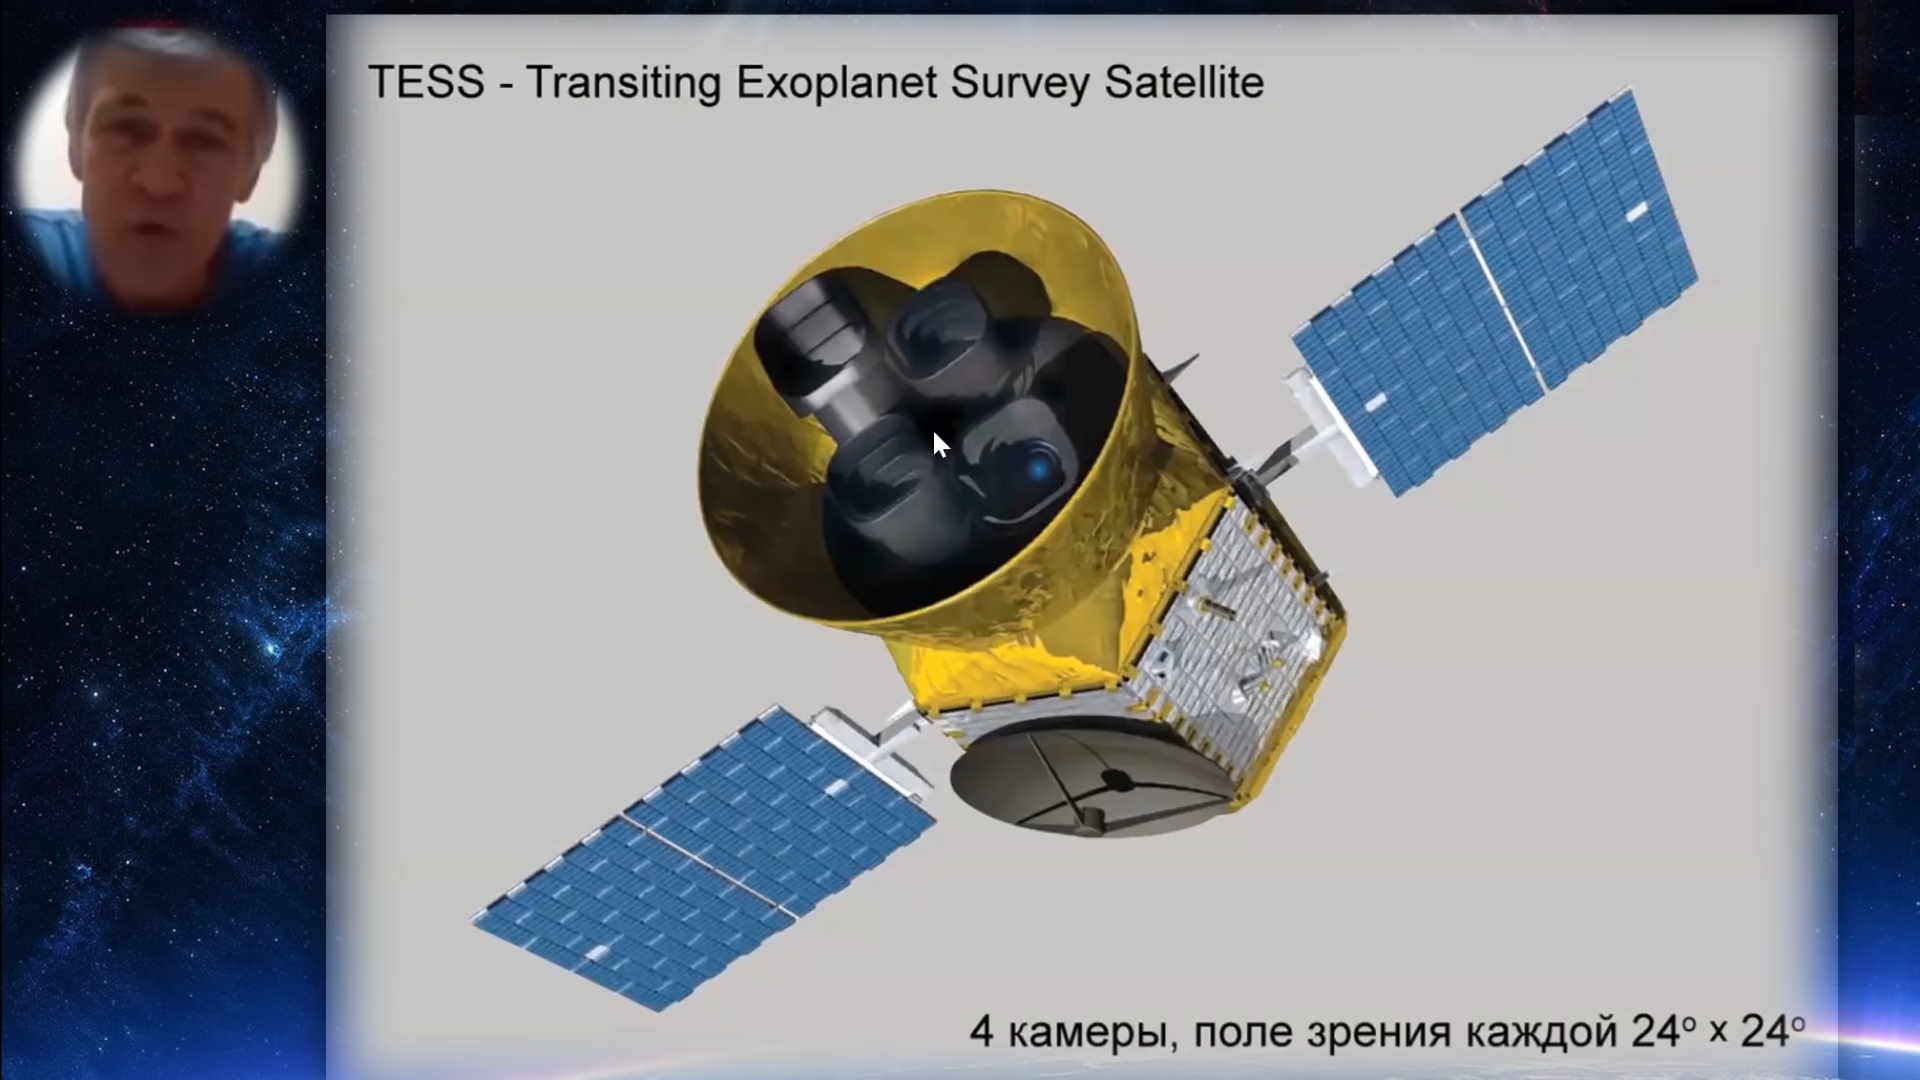 TESS - Transiting Exoplanet Survey Satellite
4 камеры, поле зрения каждой 24° x 24°